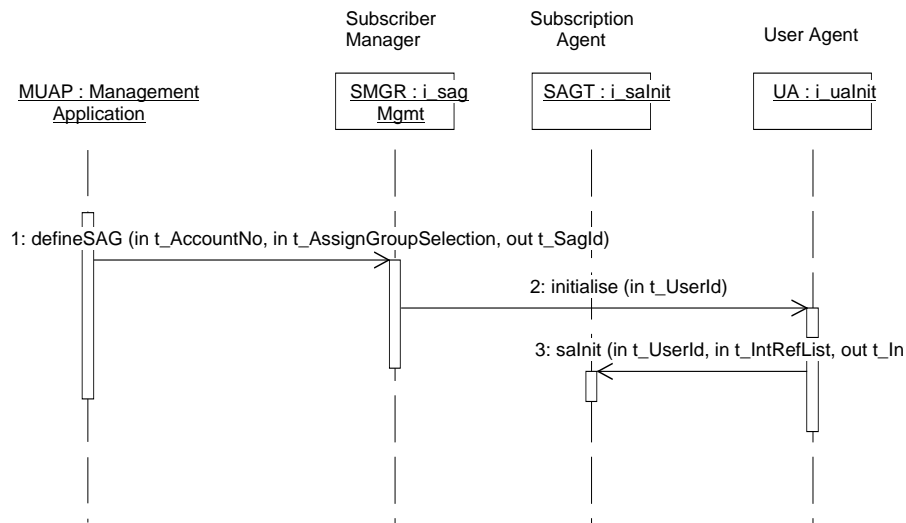 Subscriber
Manager
Subscription
Agent
User Agent
MUAP : Management
Application
SMGR : i_sag
Mgmt
SAGT : i_saInit
UA : i_uaInit
1: defineSAG (in t_AccountNo, in t_AssignGroupSelection, out t_SagId)
2: initialise (in t_UserId)
3: saInit (in t_UserId, in t_IntRefList, out t_In